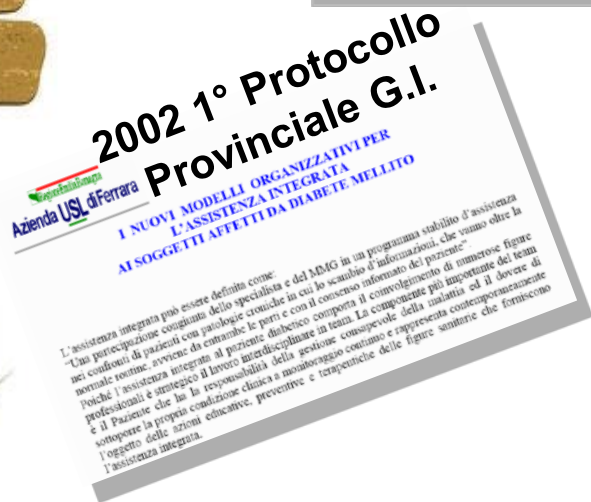 2002 1° Protocollo
Provinciale G.I.
Azienda USL di Ferrara
I NUOVI MODELLI ORGANIZZATIVI PER
L'ASSISTENZA INTEGRATA
AI SOGGETTI AFFETTI DA DIABETE MELLITO
L'assistenza integrata può essere definita come:
"Una partecipazione congiunta dello specialista e del MMG in un programma stabilito d'assistenza
nei confronti di pazienti con patologie croniche in cui lo scambio d'informazioni, che vanno oltre la
normale routine, avviene da entrambe le parti e con il consenso informato del paziente".
Poiché l'assistenza integrata al paziente diabetico comporta il coinvolgimento di numerose figure
professionali è strategico il lavoro interdisciplinare in team. La componente più importante del team
è il Paziente che ha la responsabilità della gestione consapevole della malattia ed il dovere di
sottoporre la propria condizione clinica a monitoraggio continuo e rappresenta contemporaneamente
l'oggetto delle azioni educative, preventive e terapeutiche delle figure sanitarie che forniscono
l'assistenza integrata.